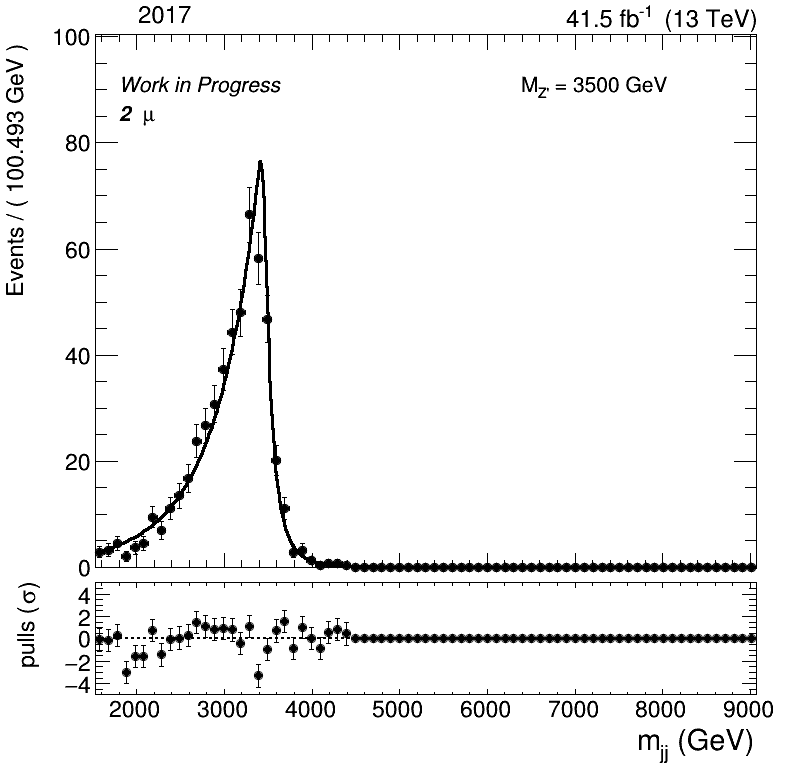 2017 41.5 fb⁻¹ (13 TeV)
Events / ( 100.493 GeV )
100
80
60
40
20
0
Work in Progress
2 μ
M_Z' = 3500 GeV
pulls (σ)
4
2
0
−2
−4
2000 3000 4000 5000 6000 7000 8000 9000
m_jj (GeV)